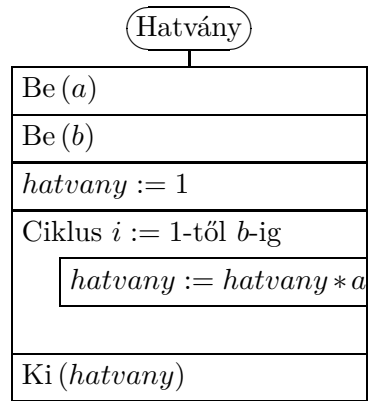 Hatvány
Be (a)
Be (b)
hatvany := 1
Ciklus i := 1-től b-ig
hatvany := hatvany * a
Ki (hatvany)